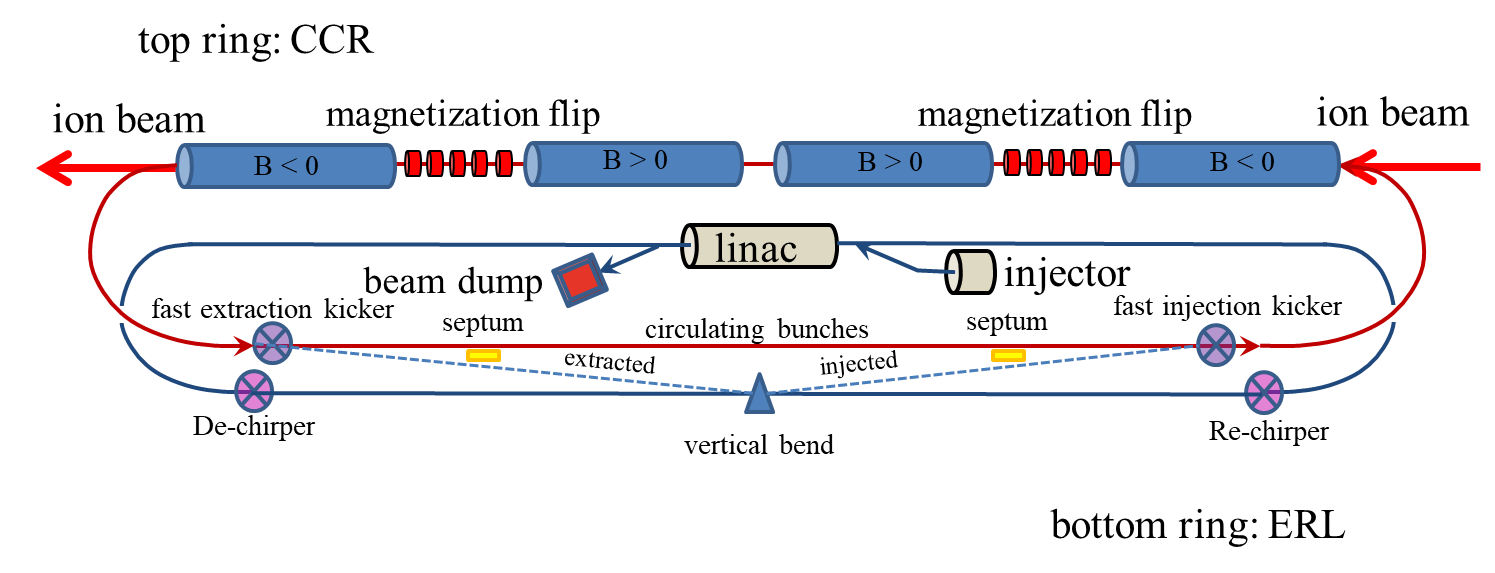 top ring: CCR
ion beam
magnetization flip
magnetization flip
ion beam
B < 0
B > 0
B > 0
B < 0
linac
beam dump
injector
fast extraction kicker
septum
circulating bunches
septum
fast injection kicker
extracted
injected
De-chirper
vertical bend
Re-chirper
bottom ring: ERL